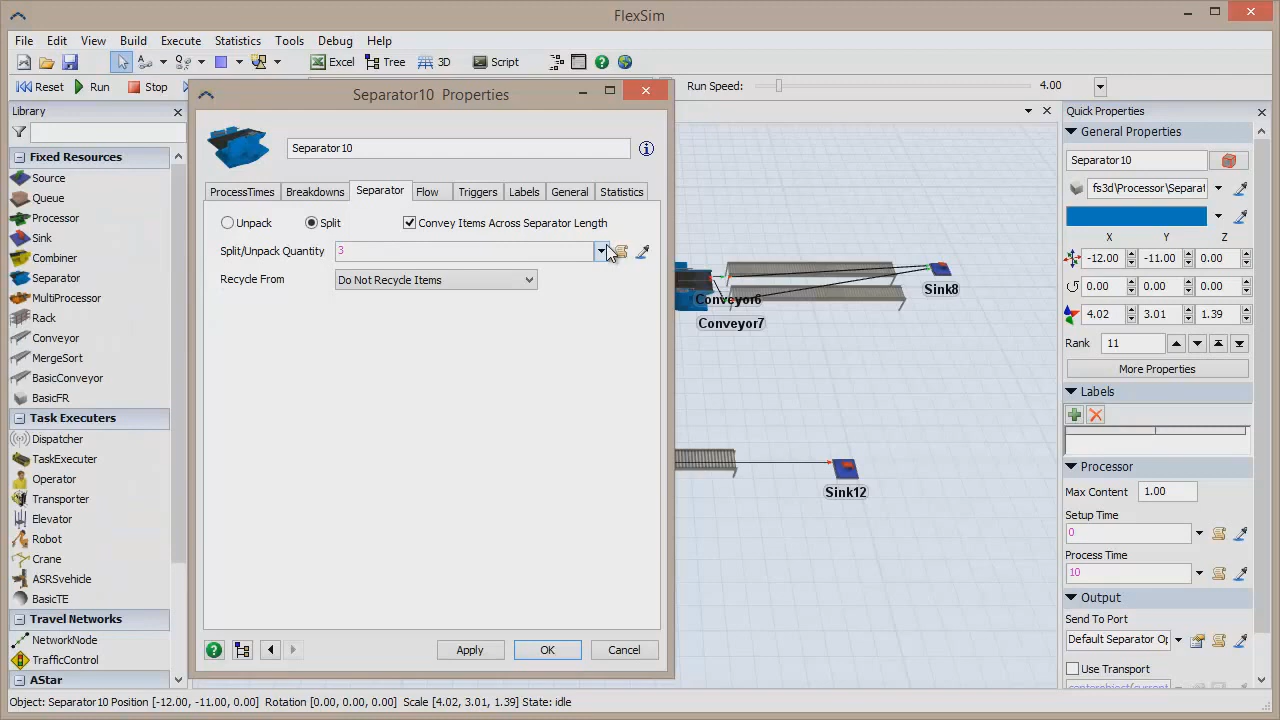 FlexSim
File Edit View Build Execute Statistics Tools Debug Help
Excel Tree 3D Script
Reset Run Stop Run Speed: 4.00
Library
Fixed Resources
Source
Queue
Processor
Sink
Combiner
Separator
MultiProcessor
Rack
Conveyor
MergeSort
BasicConveyor
BasicFR
Task Executers
Dispatcher
TaskExecuter
Operator
Transporter
Elevator
Robot
Crane
ASRSvehicle
BasicTE
Travel Networks
NetworkNode
TrafficControl
AStar
Separator10 Properties
Separator10
ProcessTimes Breakdowns Separator Flow Triggers Labels General Statistics
Unpack Split Convey Items Across Separator Length
Split/Unpack Quantity 3
Recycle From Do Not Recycle Items
Apply OK Cancel
Conveyor6
Conveyor7
Sink8
Sink12
Quick Properties
General Properties
Separator10
fs3d\Processor\Separat
X Y Z
-12.00 -11.00 0.00
0.00 0.00 0.00
4.02 3.01 1.39
Rank 11
More Properties
Labels
Processor
Max Content 1.00
Setup Time
0
Process Time
10
Output
Send To Port
Default Separator Op
Use Transport
Object: Separator10 Position [-12.00, -11.00, 0.00] Rotation [0.00, 0.00, 0.00] Scale [4.02, 3.01, 1.39] State: idle